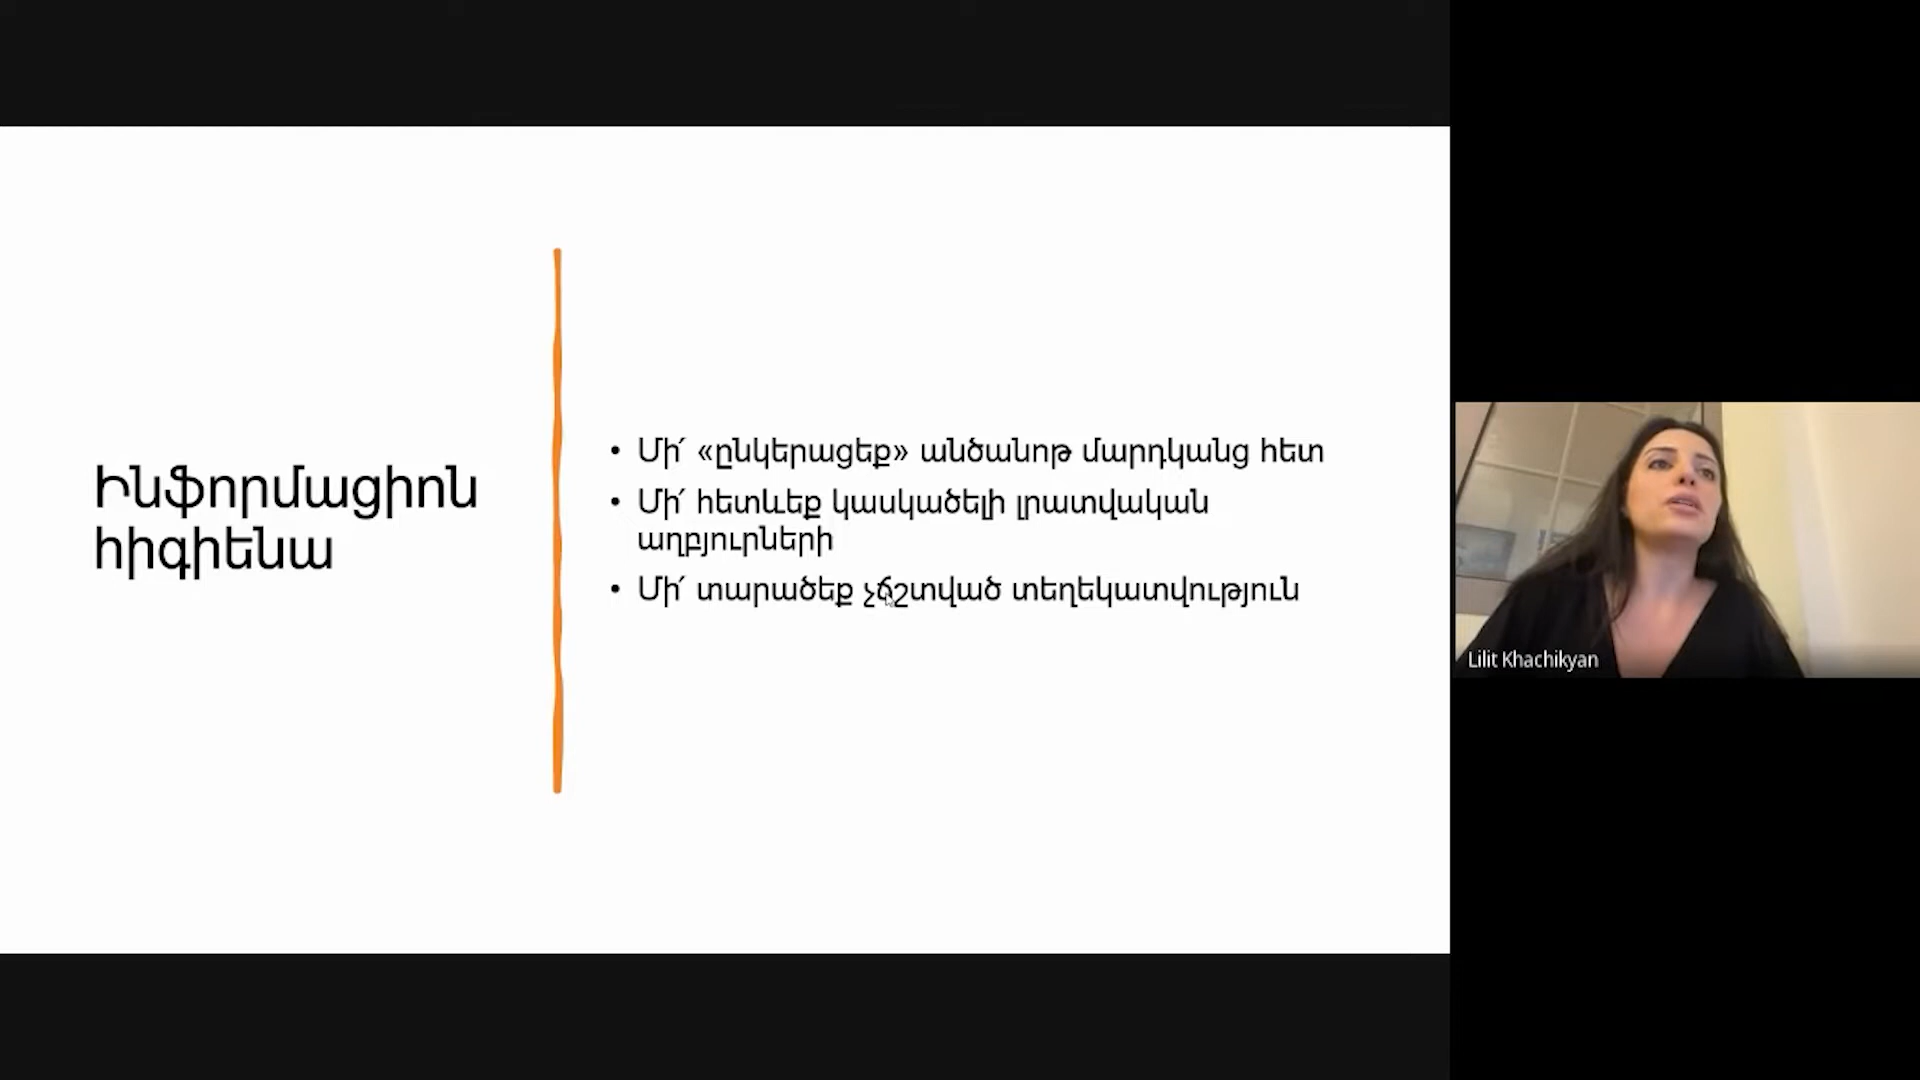 Ինֆորմացիոն
հիգիենա
• Մի՛ «ընկերացեք» անծանոթ մարդկանց հետ
• Մի՛ հետևեք կասկածելի լրատվական
աղբյուրների
• Մի՛ տարածեք չճշտված տեղեկատվություն
Lilit Khachikyan